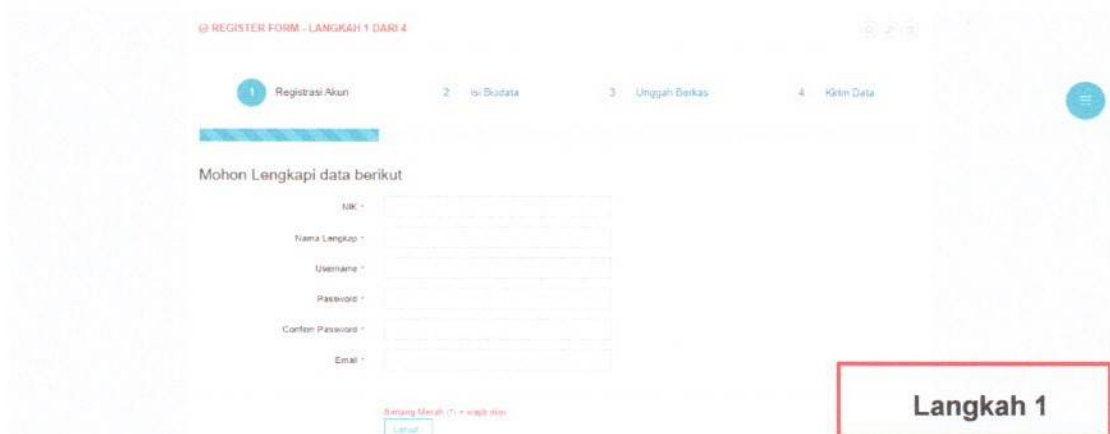 REGISTER FORM - LANGKAH 1 DARI 4
1 Registrasi Akun 2 Isi Biodata 3 Unggah Berkas 4 Kirim Data
Mohon Lengkapi data berikut
NIK *
Nama Lengkap *
Username *
Password *
Confirm Password *
Email *
Bintang Merah (*) = wajib diisi
Lanjut
Langkah 1